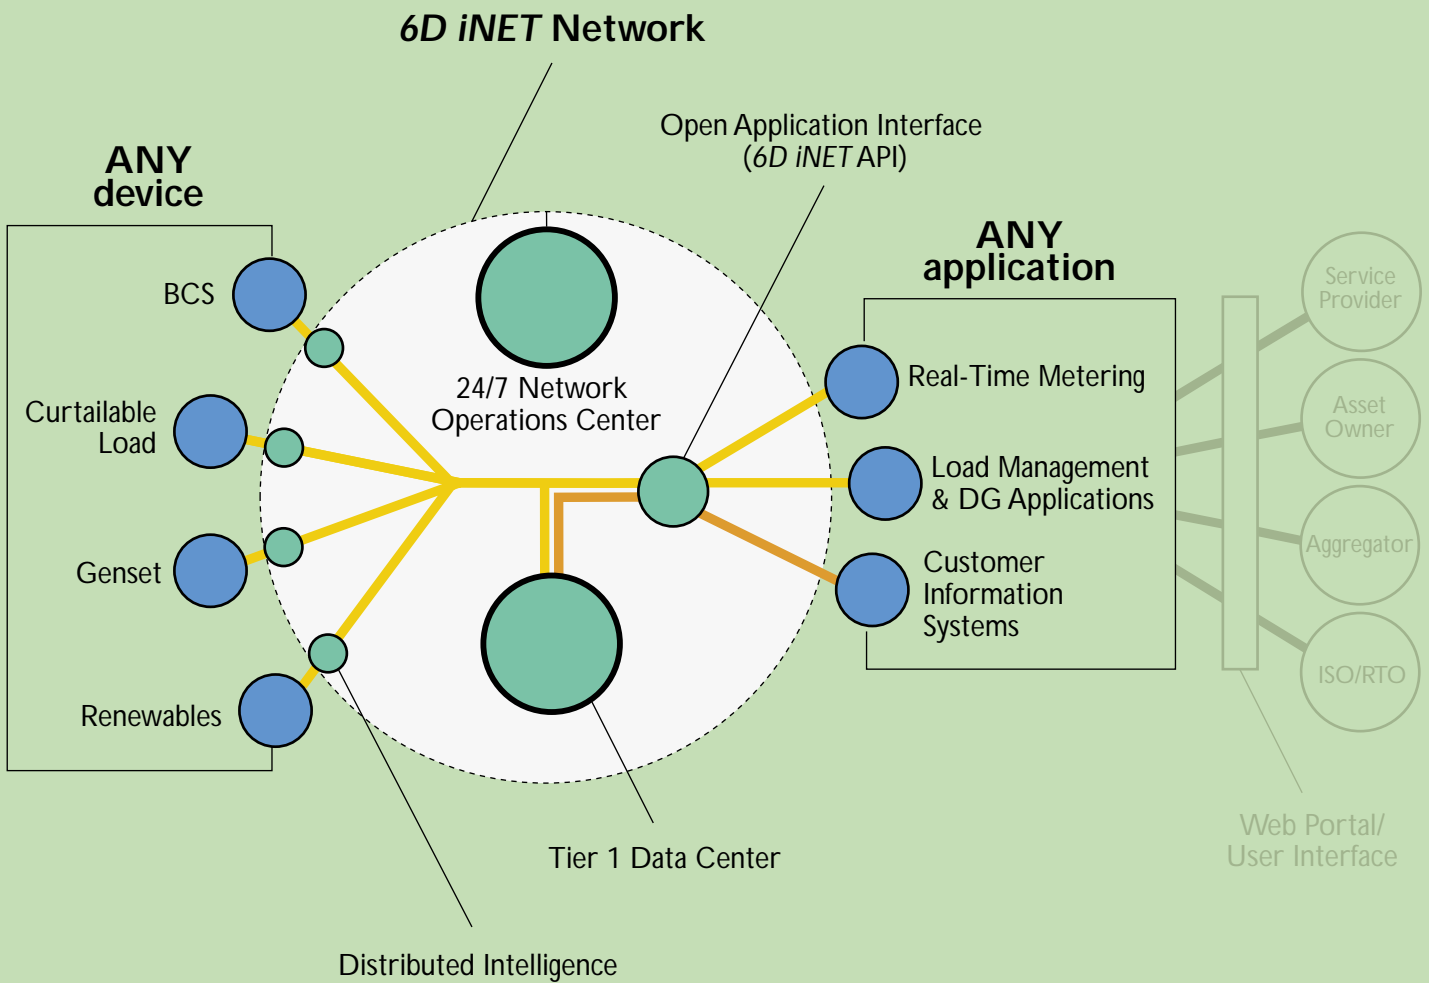 6D iNET Network
Open Application Interface
(6D iNET API)
ANY
device
BCS
Curtailable
Load
Genset
Renewables
24/7 Network
Operations Center
ANY
application
Real-Time Metering
Load Management
& DG Applications
Customer
Information
Systems
Service
Provider
Asset
Owner
Aggregator
ISO/RTO
Web Portal/
User Interface
Tier 1 Data Center
Distributed Intelligence